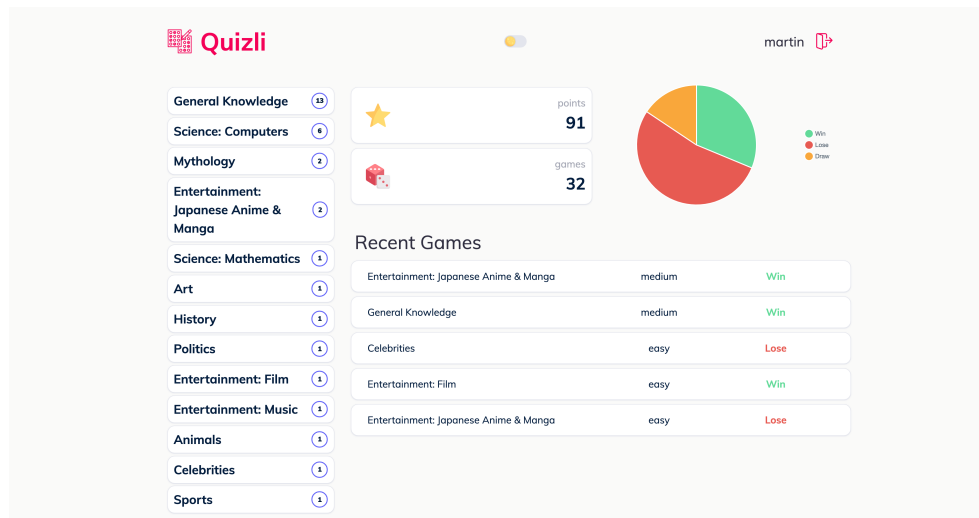 Quizli
martin
General Knowledge 13
Science: Computers 6
Mythology 2
Entertainment:
Japanese Anime & 2
Manga
Science: Mathematics 1
Art 1
History 1
Politics 1
Entertainment: Film 1
Entertainment: Music 1
Animals 1
Celebrities 1
Sports 1
points
91
games
32
Win
Lose
Draw
Recent Games
Entertainment: Japanese Anime & Manga medium Win
General Knowledge medium Win
Celebrities easy Lose
Entertainment: Film easy Win
Entertainment: Japanese Anime & Manga easy Lose